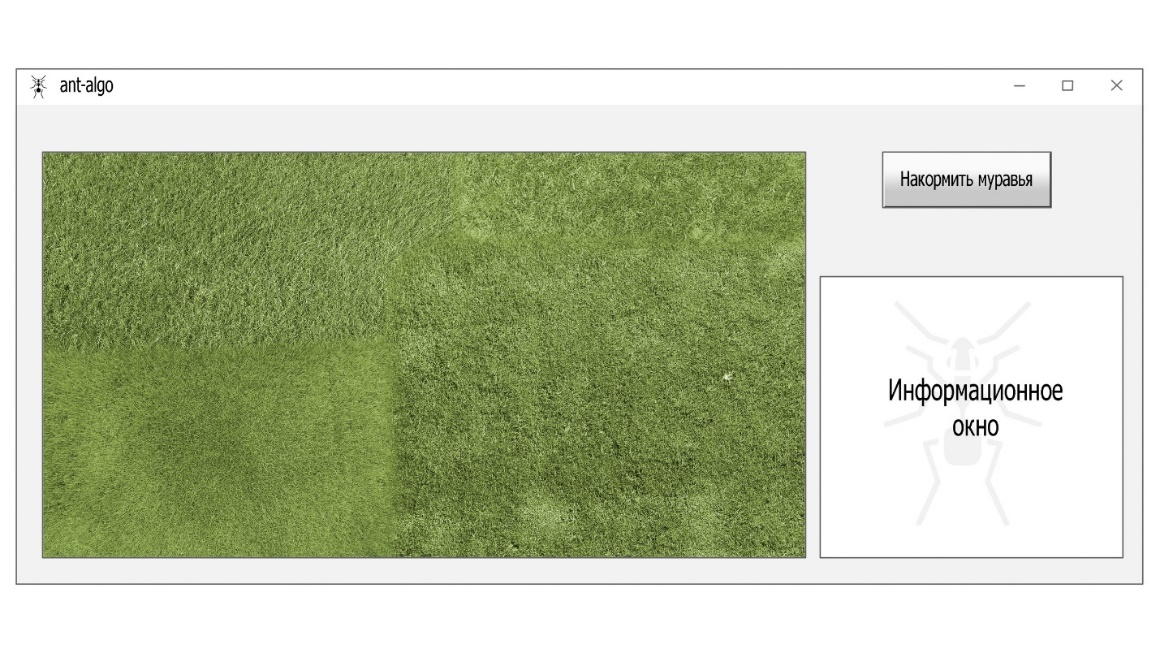 ant-algo
Накормить муравья
Информационное
окно